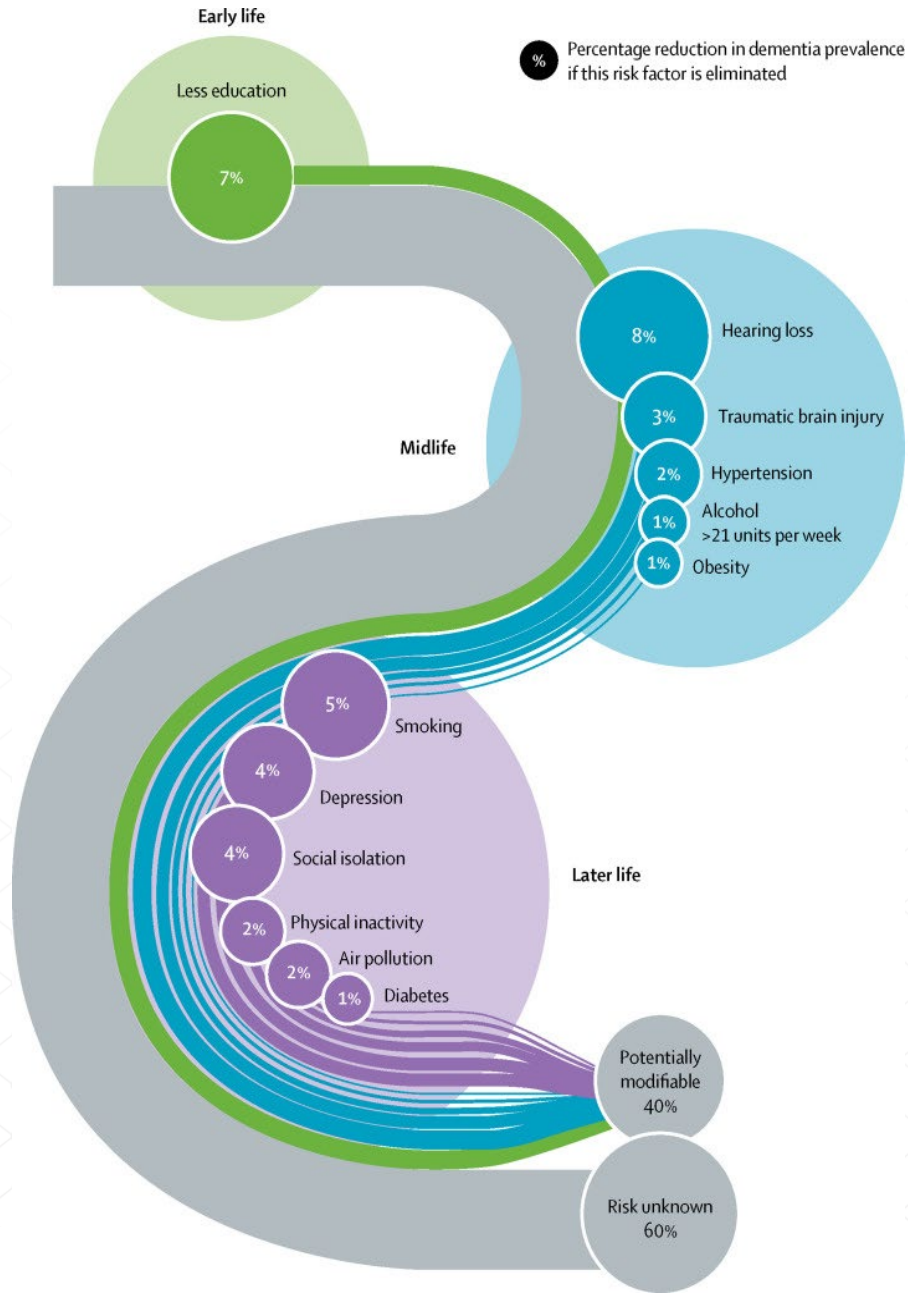 Early life
%
Percentage reduction in dementia prevalence
if this risk factor is eliminated
Less education
7%
8%
Hearing loss
3%
Traumatic brain injury
Midlife
2%
Hypertension
1%
Alcohol
>21 units per week
1%
Obesity
5%
Smoking
4%
Depression
4%
Social isolation
Later life
2%
Physical inactivity
2%
Air pollution
1%
Diabetes
Potentially
modifiable
40%
Risk unknown
60%